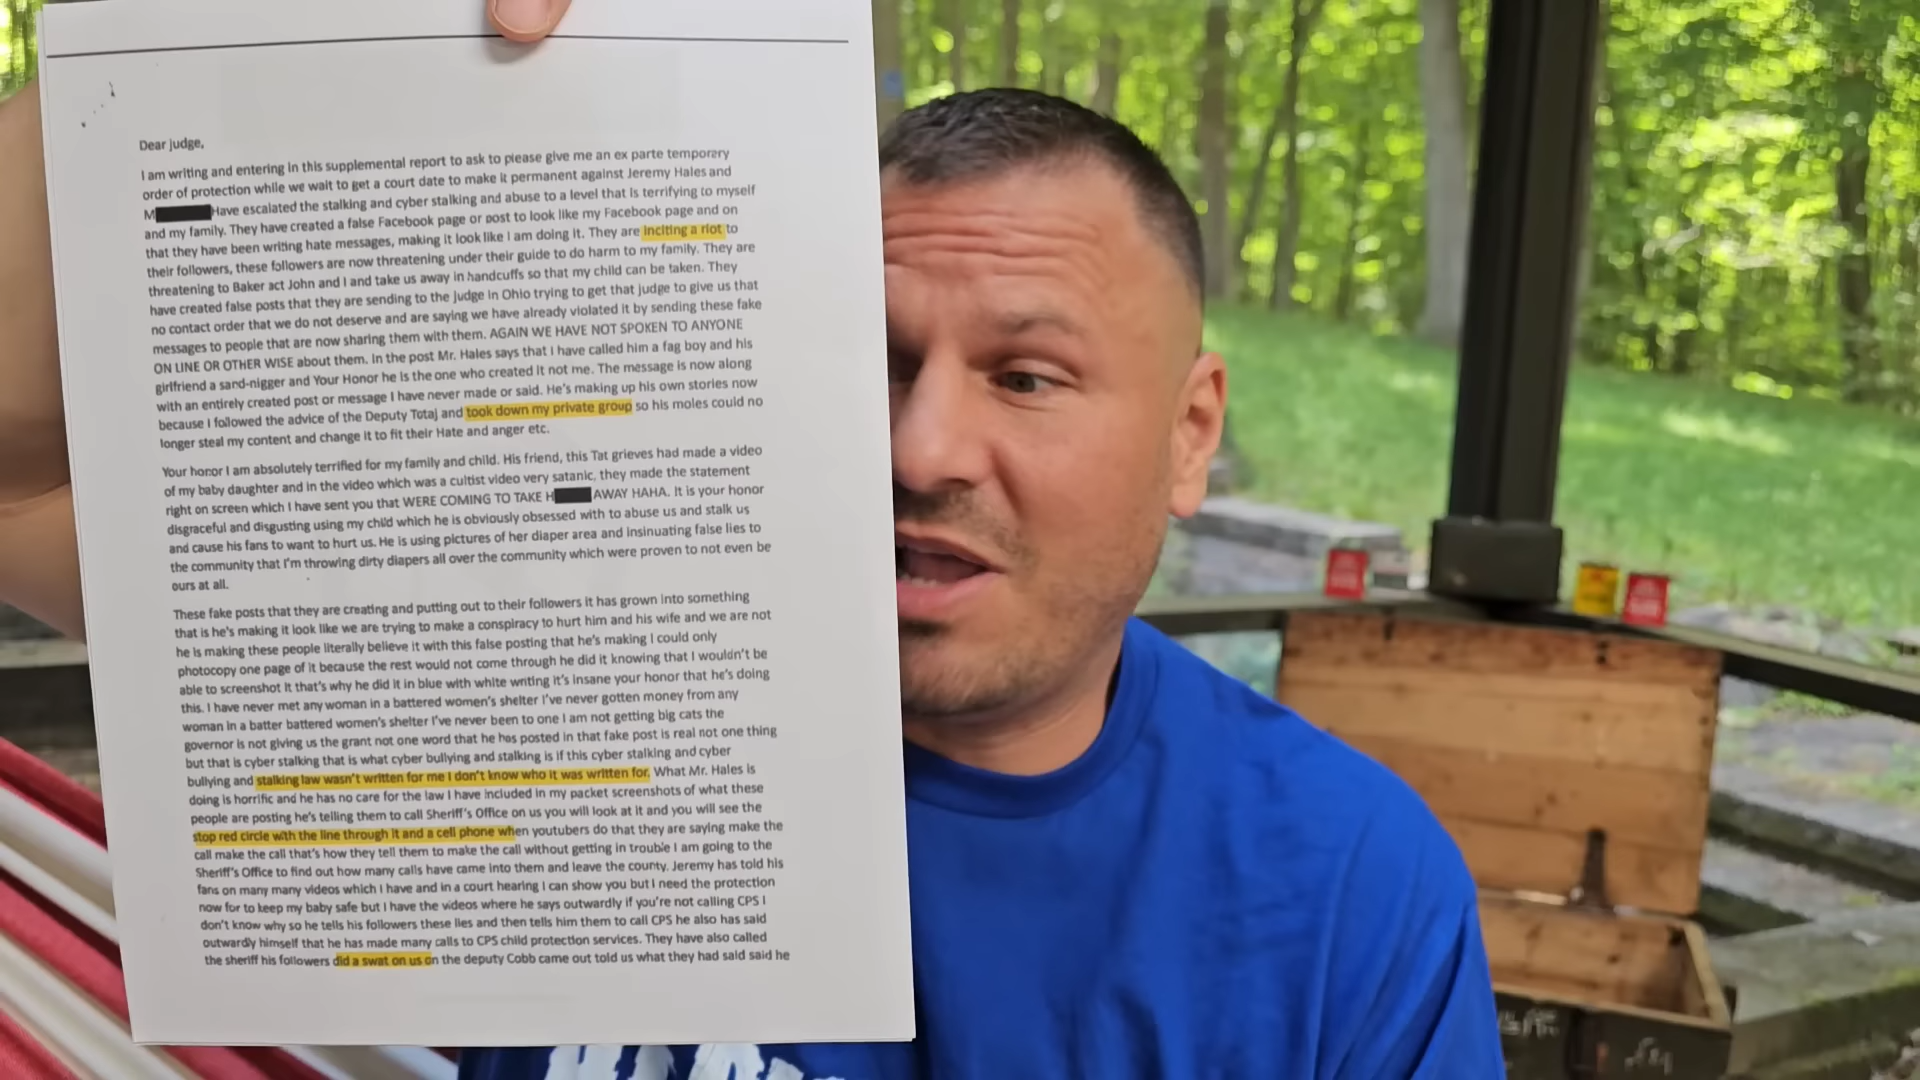 Dear judge,
I am writing and entering in this supplemental report to ask to please give me an ex parte temporary
order of protection while we wait to get a court date to make it permanent against Jeremy Hales and
M Have escalated the stalking and cyber stalking and abuse to a level that is terrifying to myself
and my family. They have created a false Facebook page or post to look like my Facebook page and on
that they have been writing hate messages, making it look like I am doing it. They are inciting a riot to
their followers, these followers are now threatening under their guide to do harm to my family. They are
threatening to Baker act John and I and take us away in handcuffs so that my child can be taken. They
have created false posts that they are sending to the judge in Ohio trying to get that judge to give us that
no contact order that we do not deserve and are saying we have already violated it by sending these fake
messages to people that are now sharing them with them. AGAIN WE HAVE NOT SPOKEN TO ANYONE
ON LINE OR OTHER WISE about them. In the post Mr. Hales says that I have called him a fag boy and his
girlfriend a sand-nigger and Your Honor he is the one who created it not me. The message is now along
with an entirely created post or message I have never made or said. He's making up his own stories now
because I followed the advice of the Deputy Totaj and took down my private group so his moles could no
longer steal my content and change it to fit their Hate and anger etc.
Your honor I am absolutely terrified for my family and child. His friend, this Tat grieves had made a video
of my baby daughter and in the video which was a cultist video very satanic, they made the statement
right on screen which I have sent you that WERE COMING TO TAKE H AWAY HAHA. It is your honor
disgraceful and disgusting using my child which he is obviously obsessed with to abuse us and stalk us
and cause his fans to want to hurt us. He is using pictures of her diaper area and insinuating false lies to
the community that I'm throwing dirty diapers all over the community which were proven to not even be
ours at all.
These fake posts that they are creating and putting out to their followers it has grown into something
that is he's making it look like we are trying to make a conspiracy to hurt him and his wife and we are not
he is making these people literally believe it with this false posting that he's making I could only
photocopy one page of it because the rest would not come through he did it knowing that I wouldn't be
able to screenshot it that's why he did it in blue with white writing it's insane your honor that he's doing
this. I have never met any woman in a battered women's shelter I've never gotten money from any
woman in a batter battered women's shelter I've never been to one I am not getting big cats the
governor is not giving us the grant not one word that he has posted in that fake post is real not one thing
but that is cyber stalking that is what cyber bullying and stalking is if this cyber stalking and cyber
bullying and stalking law wasn't written for me I don't know who it was written for. What Mr. Hales is
doing is horrific and he has no care for the law I have included in my packet screenshots of what these
people are posting he's telling them to call Sheriff's Office on us you will look at it and you will see the
stop red circle with the line through it and a cell phone when youtubers do that they are saying make the
call make the call that's how they tell them to make the call without getting in trouble I am going to the
Sheriff's Office to find out how many calls have came into them and leave the county. Jeremy has told his
fans on many many videos which I have and in a court hearing I can show you but I need the protection
now for to keep my baby safe but I have the videos where he says outwardly if you're not calling CPS I
don't know why so he tells his followers these lies and then tells him them to call CPS he also has said
outwardly himself that he has made many calls to CPS child protection services. They have also called
the sheriff his followers did a swat on us on the deputy Cobb came out told us what they had said said he